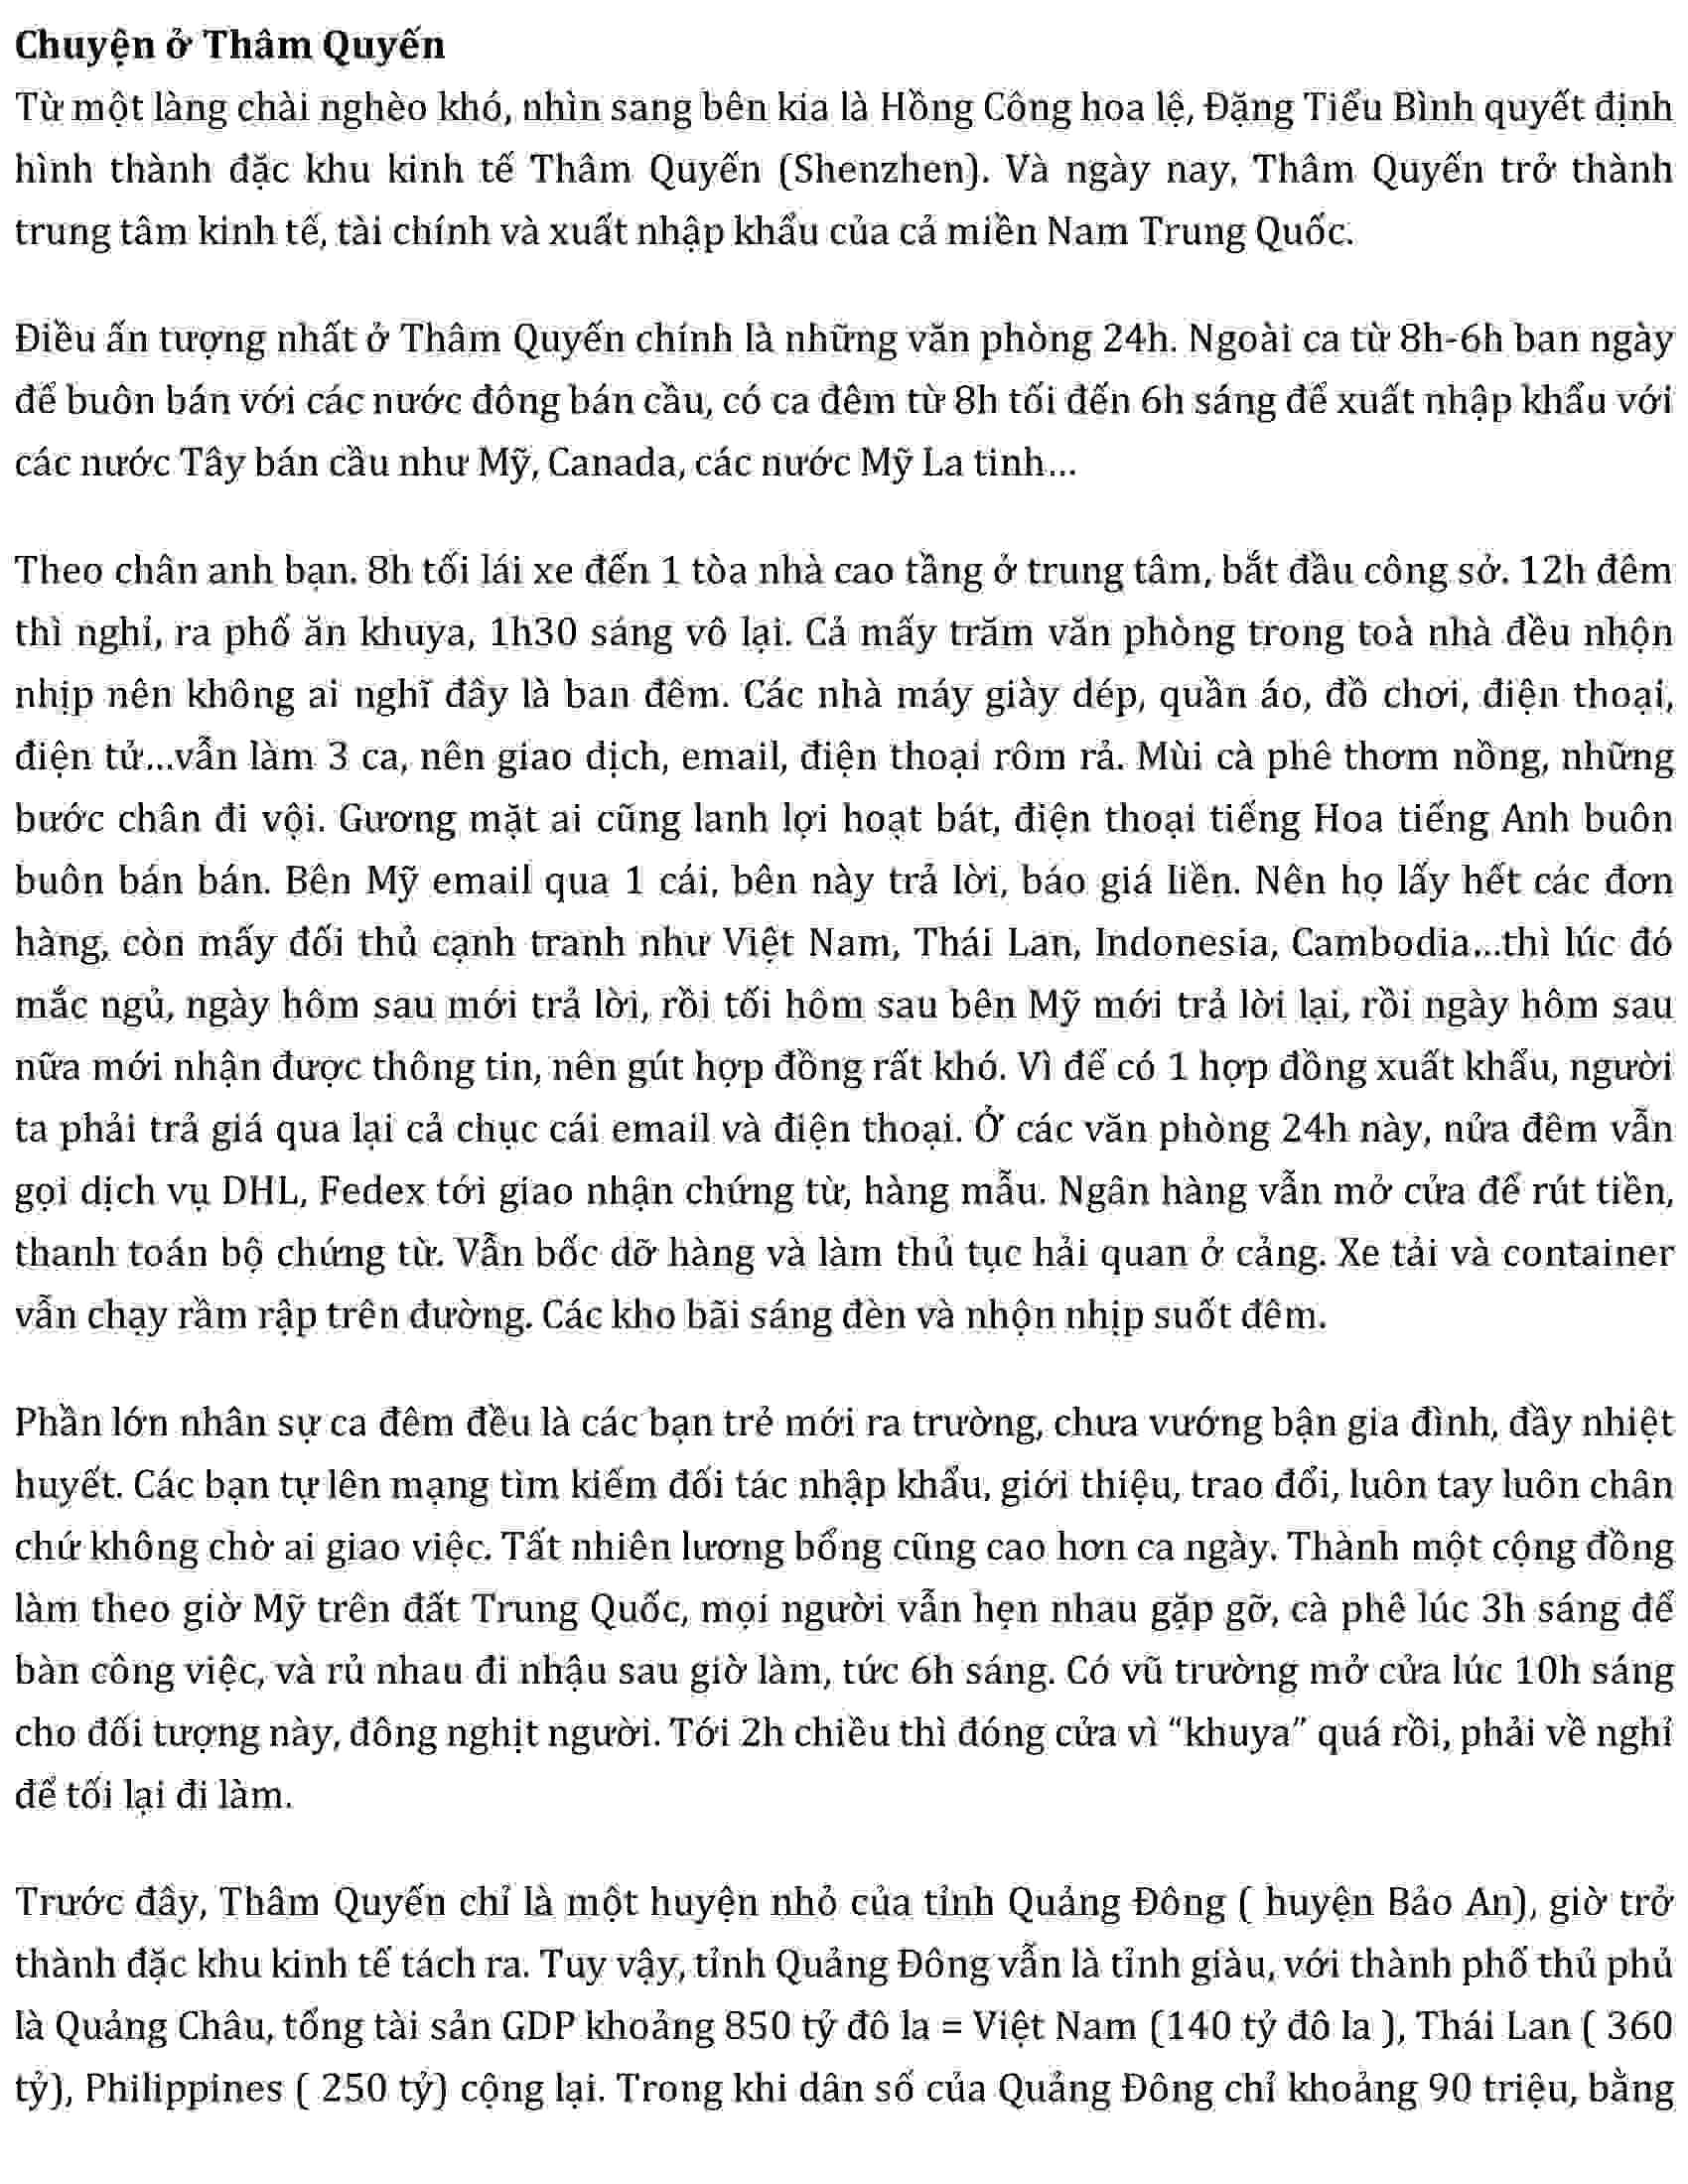 Chuyện ở Thâm Quyến
Từ một làng chài nghèo khó, nhìn sang bên kia là Hồng Công hoa lệ, Đặng Tiểu Bình quyết định
hình thành đặc khu kinh tế Thâm Quyến (Shenzhen). Và ngày nay, Thâm Quyến trở thành
trung tâm kinh tế, tài chính và xuất nhập khẩu của cả miền Nam Trung Quốc.
Điều ấn tượng nhất ở Thâm Quyến chính là những văn phòng 24h. Ngoài ca từ 8h-6h ban ngày
để buôn bán với các nước đông bán cầu, có ca đêm từ 8h tối đến 6h sáng để xuất nhập khẩu với
các nước Tây bán cầu như Mỹ, Canada, các nước Mỹ La tinh...
Theo chân anh bạn. 8h tối lái xe đến 1 tòa nhà cao tầng ở trung tâm, bắt đầu công sở. 12h đêm
thì nghỉ, ra phố ăn khuya, 1h30 sáng vô lại. Cả mấy trăm văn phòng trong toà nhà đều nhộn
nhịp nên không ai nghĩ đây là ban đêm. Các nhà máy giày dép, quần áo, đồ chơi, điện thoại,
điện tử...vẫn làm 3 ca, nên giao dịch, email, điện thoại rôm rả. Mùi cà phê thơm nồng, những
bước chân đi vội. Gương mặt ai cũng lanh lợi hoạt bát, điện thoại tiếng Hoa tiếng Anh buôn
buôn bán bán. Bên Mỹ email qua 1 cái, bên này trả lời, báo giá liền. Nên họ lấy hết các đơn
hàng, còn mấy đối thủ cạnh tranh như Việt Nam, Thái Lan, Indonesia, Cambodia...thì lúc đó
mắc ngủ, ngày hôm sau mới trả lời, rồi tối hôm sau bên Mỹ mới trả lời lại, rồi ngày hôm sau
nữa mới nhận được thông tin, nên gút hợp đồng rất khó. Vì để có 1 hợp đồng xuất khẩu, người
ta phải trả giá qua lại cả chục cái email và điện thoại. Ở các văn phòng 24h này, nửa đêm vẫn
gọi dịch vụ DHL, Fedex tới giao nhận chứng từ, hàng mẫu. Ngân hàng vẫn mở cửa để rút tiền,
thanh toán bộ chứng từ. Vẫn bốc dỡ hàng và làm thủ tục hải quan ở cảng. Xe tải và container
vẫn chạy rầm rập trên đường. Các kho bãi sáng đèn và nhộn nhịp suốt đêm.
Phần lớn nhân sự ca đêm đều là các bạn trẻ mới ra trường, chưa vướng bận gia đình, đầy nhiệt
huyết. Các bạn tự lên mạng tìm kiếm đối tác nhập khẩu, giới thiệu, trao đổi, luôn tay luôn chân
chứ không chờ ai giao việc. Tất nhiên lương bổng cũng cao hơn ca ngày. Thành một cộng đồng
làm theo giờ Mỹ trên đất Trung Quốc, mọi người vẫn hẹn nhau gặp gỡ, cà phê lúc 3h sáng để
bàn công việc, và rủ nhau đi nhậu sau giờ làm, tức 6h sáng. Có vũ trường mở cửa lúc 10h sáng
cho đối tượng này, đông nghịt người. Tới 2h chiều thì đóng cửa vì “khuya” quá rồi, phải về nghỉ
để tối lại đi làm.
Trước đây, Thâm Quyến chỉ là một huyện nhỏ của tỉnh Quảng Đông ( huyện Bảo An), giờ trở
thành đặc khu kinh tế tách ra. Tuy vậy, tỉnh Quảng Đông vẫn là tỉnh giàu, với thành phố thủ phủ
là Quảng Châu, tổng tài sản GDP khoảng 850 tỷ đô la = Việt Nam (140 tỷ đô la ), Thái Lan ( 360
tỷ), Philippines ( 250 tỷ) cộng lại. Trong khi dân số của Quảng Đông chỉ khoảng 90 triệu, bằng